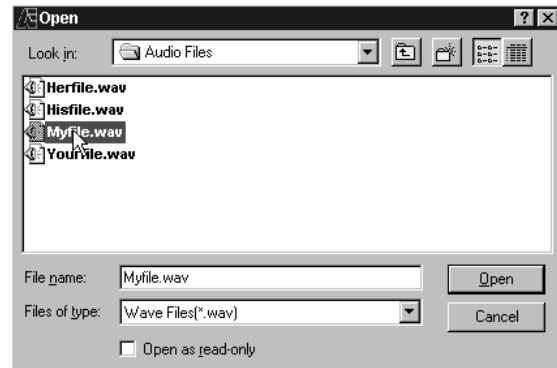 Open
Look in: Audio Files
Herfile.wav
Hisfile.wav
Myfile.wav
Yourfile.wav
File name: Myfile.wav Open
Files of type: Wave Files(*.wav) Cancel
Open as read-only